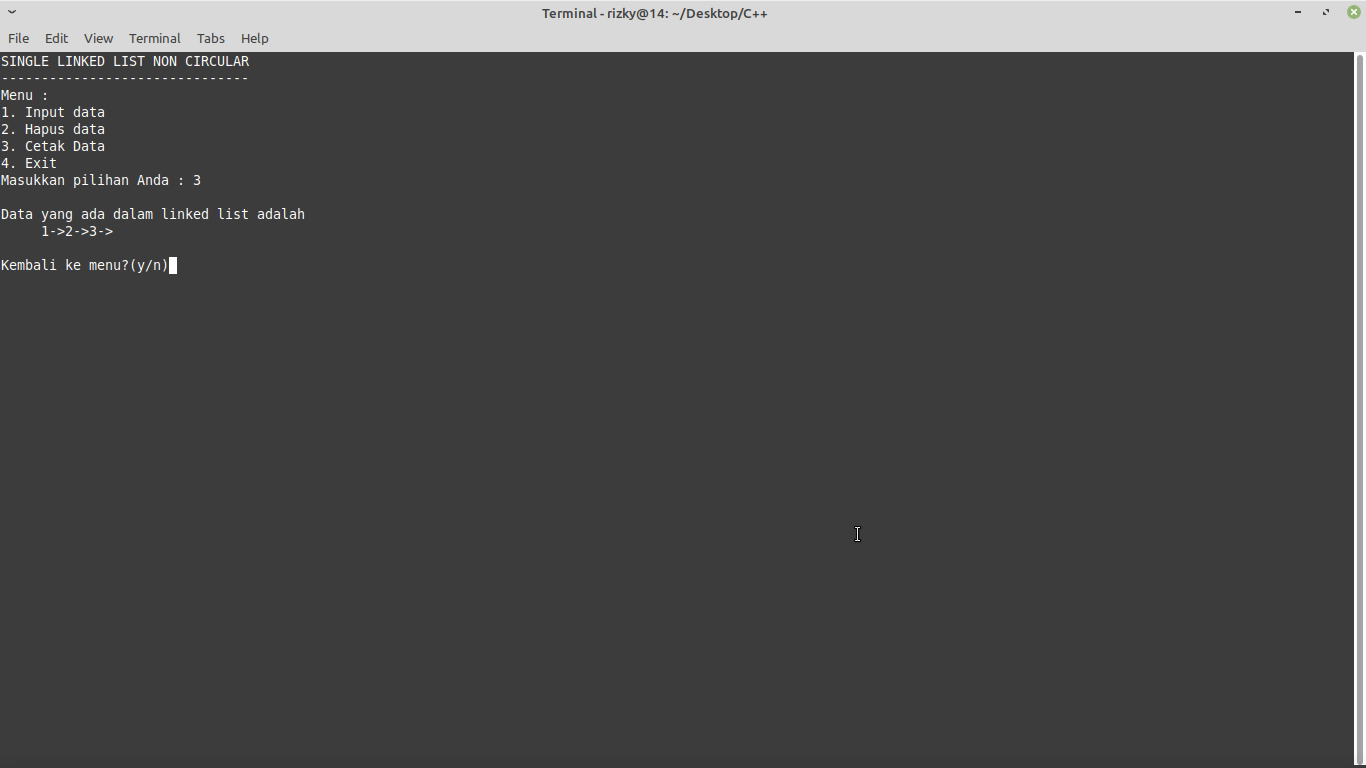 Terminal - rizky@14: ~/Desktop/C++
File Edit View Terminal Tabs Help
SINGLE LINKED LIST NON CIRCULAR
-------------------------------
Menu :
1. Input data
2. Hapus data
3. Cetak Data
4. Exit
Masukkan pilihan Anda : 3
Data yang ada dalam linked list adalah
1->2->3->
Kembali ke menu?(y/n)